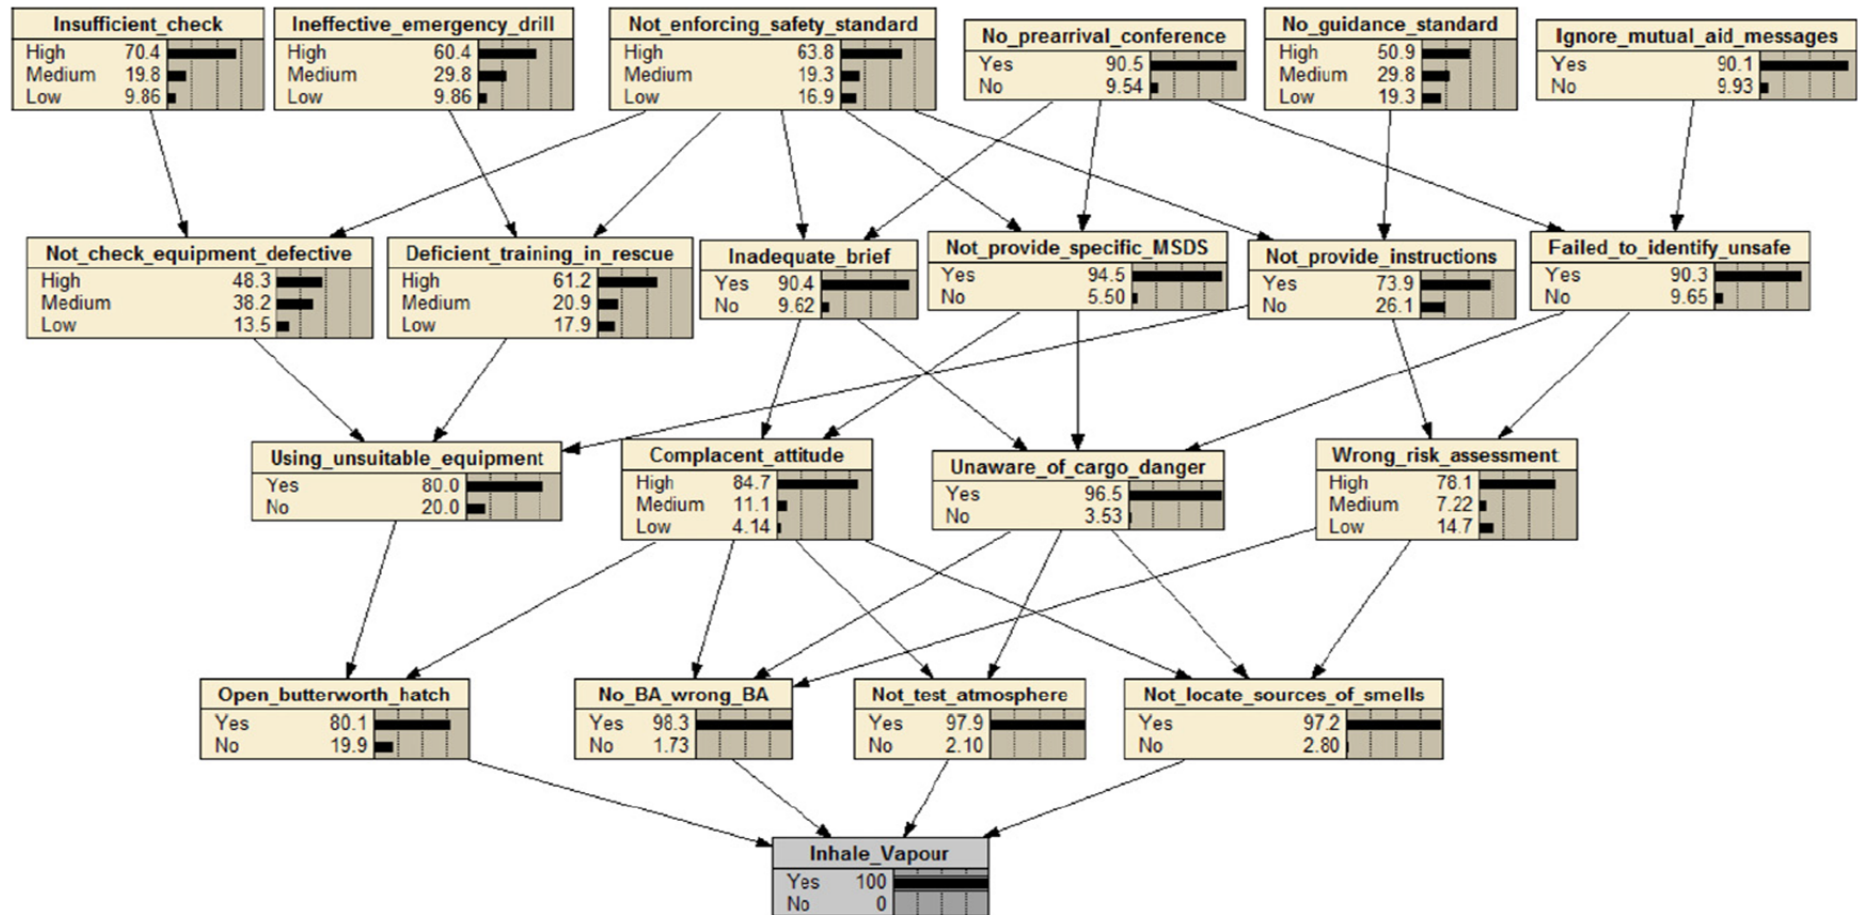 Insufficient_check
High 70.4
Medium 19.8
Low 9.86
Ineffective_emergency_drill
High 60.4
Medium 29.8
Low 9.86
Not_enforcing_safety_standard
High 63.8
Medium 19.3
Low 16.9
No_prearrival_conference
Yes 90.5
No 9.54
No_guidance_standard
High 50.9
Medium 29.8
Low 19.3
Ignore_mutual_aid_messages
Yes 90.1
No 9.93
Not_check_equipment_defective
High 48.3
Medium 38.2
Low 13.5
Deficient_training_in_rescue
High 61.2
Medium 20.9
Low 17.9
Inadequate_brief
Yes 90.4
No 9.62
Not_provide_specific_MSDS
Yes 94.5
No 5.50
Not_provide_instructions
Yes 73.9
No 26.1
Failed_to_identify_unsafe
Yes 90.3
No 9.65
Using_unsuitable_equipment
Yes 80.0
No 20.0
Complacent_attitude
High 84.7
Medium 11.1
Low 4.14
Unaware_of_cargo_danger
Yes 96.5
No 3.53
Wrong_risk_assessment
High 78.1
Medium 7.22
Low 14.7
Open_butterworth_hatch
Yes 80.1
No 19.9
No_BA_wrong_BA
Yes 98.3
No 1.73
Not_test_atmosphere
Yes 97.9
No 2.10
Not_locate_sources_of_smells
Yes 97.2
No 2.80
Inhale_Vapour
Yes 100
No 0